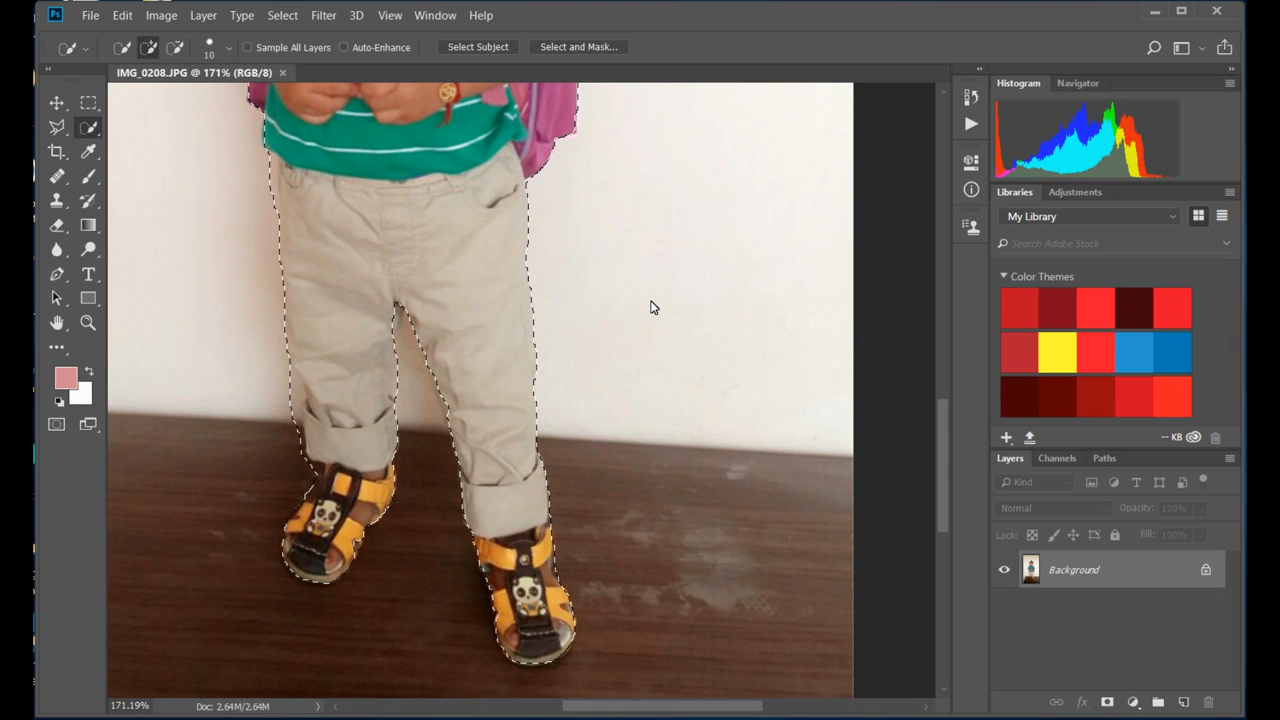 Ps File Edit Image Layer Type Select Filter 3D View Window Help
10 Sample All Layers Auto-Enhance Select Subject Select and Mask...
IMG_0208.JPG @ 171% (RGB/8)
Histogram Navigator
Libraries Adjustments
My Library
Search Adobe Stock
Color Themes
-- KB
Layers Channels Paths
Kind
Normal Opacity: 100%
Lock: Fill: 100%
Background
171.19% Doc: 2.64M/2.64M